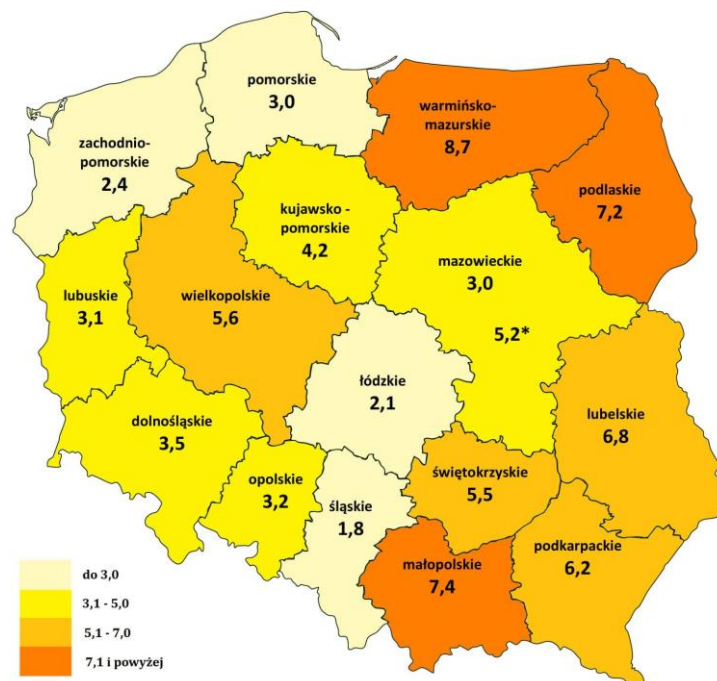 pomorskie
3,0
warmińsko-
mazurskie
8,7
zachodnio-
pomorskie
2,4
podlaskie
7,2
kujawsko -
pomorskie
4,2
mazowieckie
3,0
5,2*
lubuskie
3,1
wielkopolskie
5,6
łódzkie
2,1
dolnośląskie
3,5
lubelskie
6,8
opolskie
3,2
śląskie
1,8
świętokrzyskie
5,5
małopolskie
7,4
podkarpackie
6,2
do 3,0
3,1 - 5,0
5,1 - 7,0
7,1 i powyżej